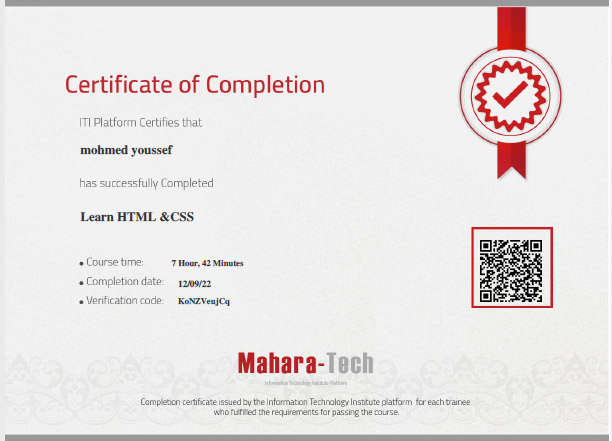 Certificate of Completion
ITI Platform Certifies that
mohmed youssef
has successfully Completed
Learn HTML &CSS
Course time: 7 Hour, 42 Minutes
Completion date: 12/09/22
Verification code: KoNZVeujCq
Mahara-Tech
Information Technology Institute Platform
Completion certificate issued by the Information Technology Institute platform for each trainee
who fulfilled the requirements for passing the course.